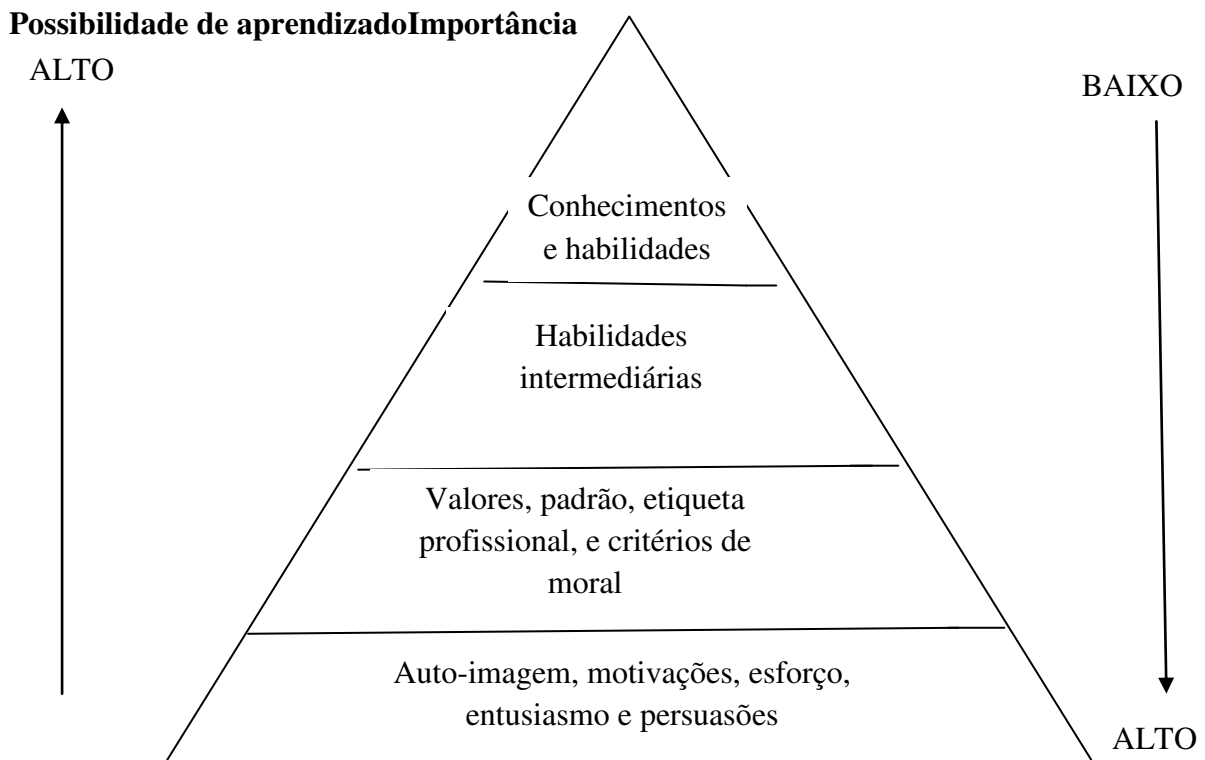 Possibilidade de aprendizadoImportância
ALTO
BAIXO
Conhecimentos
e habilidades
Habilidades
intermediárias
Valores, padrão, etiqueta
profissional, e critérios de
moral
Auto-imagem, motivações, esforço,
entusiasmo e persuasões
ALTO